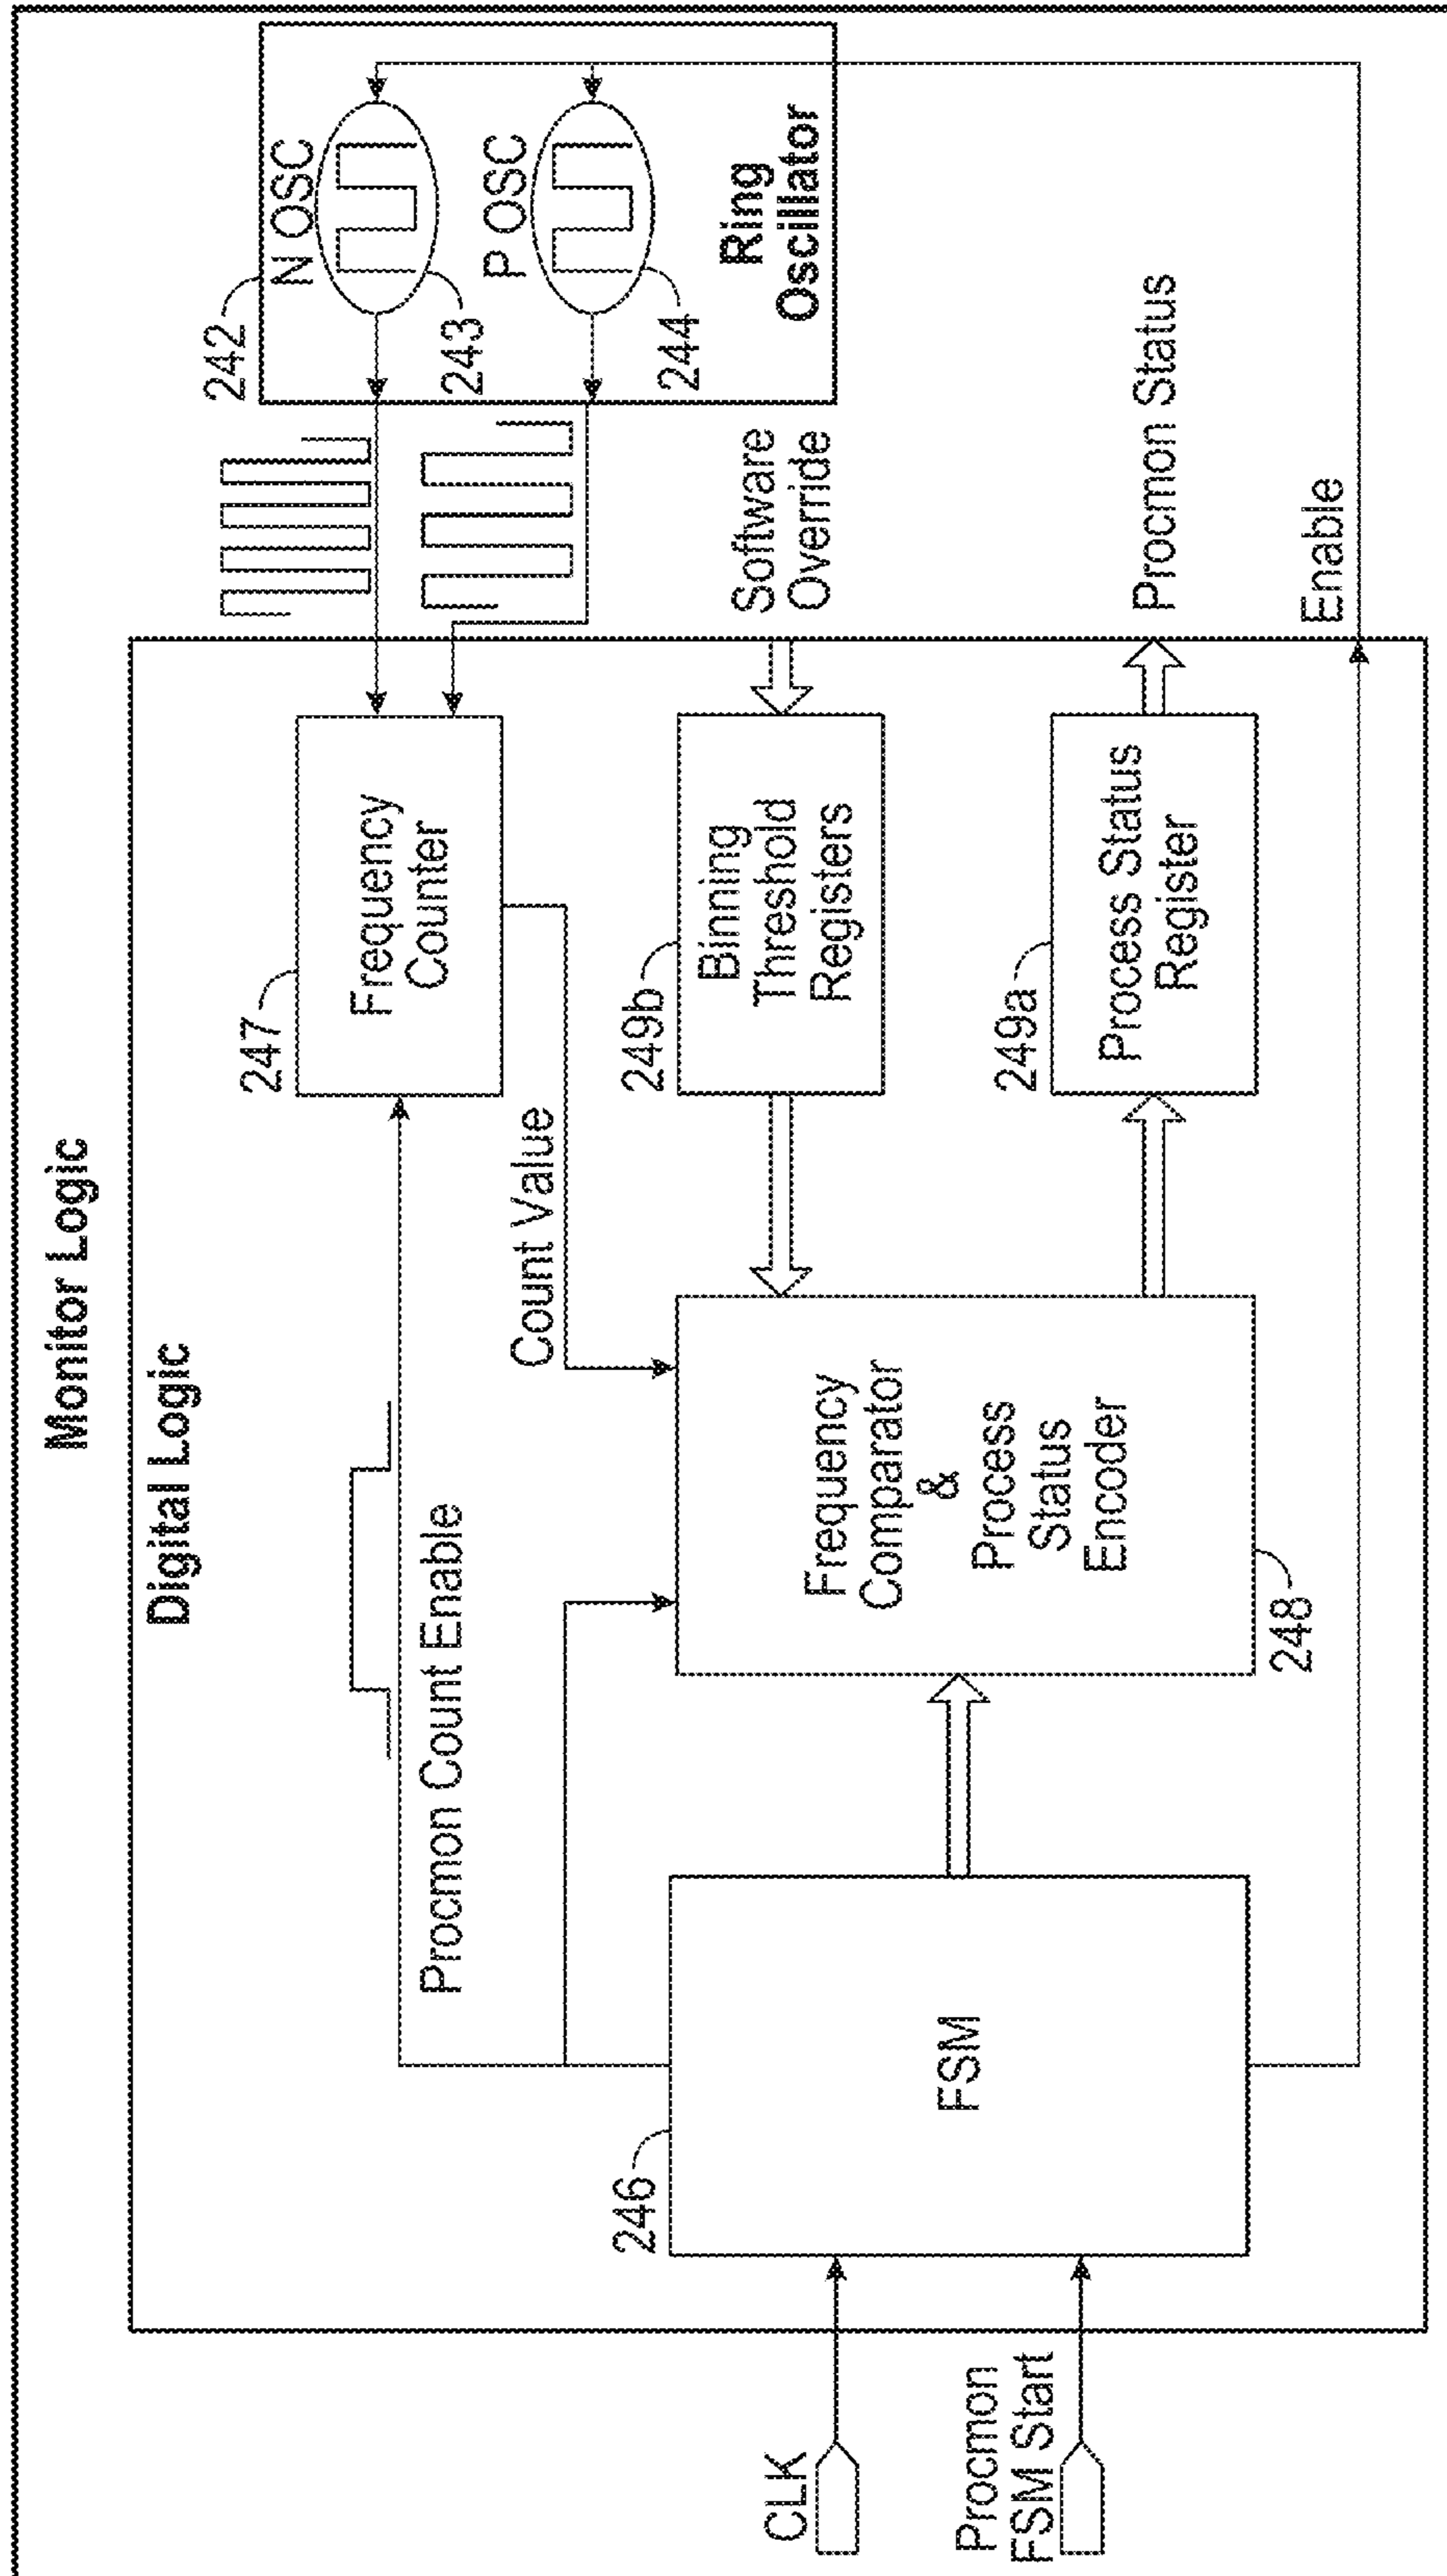 Monitor Logic
Digital Logic
242
N OSC
243
P OSC
244
Ring
Oscillator
247
Frequency
Counter
Procmon Count Enable
Count Value
249b
Binning
Threshold
Registers
Software
Override
246
FSM
Frequency
Comparator
&
Process
Status
Encoder
248
249a
Process Status
Register
Procmon Status
Enable
CLK
Procmon
FSM Start